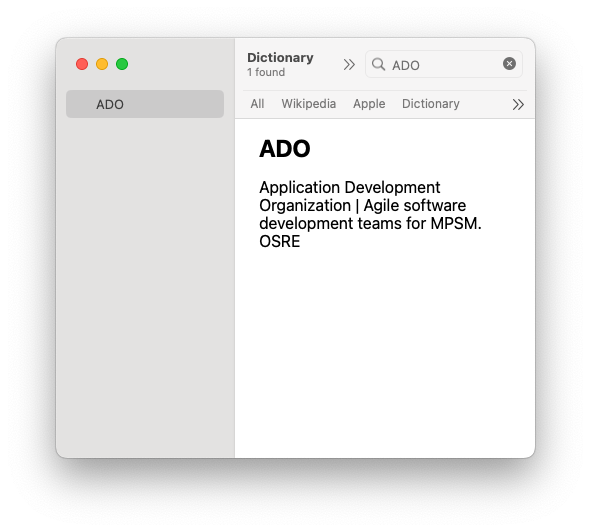 ADO
Dictionary
1 found
ADO
All Wikipedia Apple Dictionary
ADO
Application Development
Organization | Agile software
development teams for MPSM.
OSRE